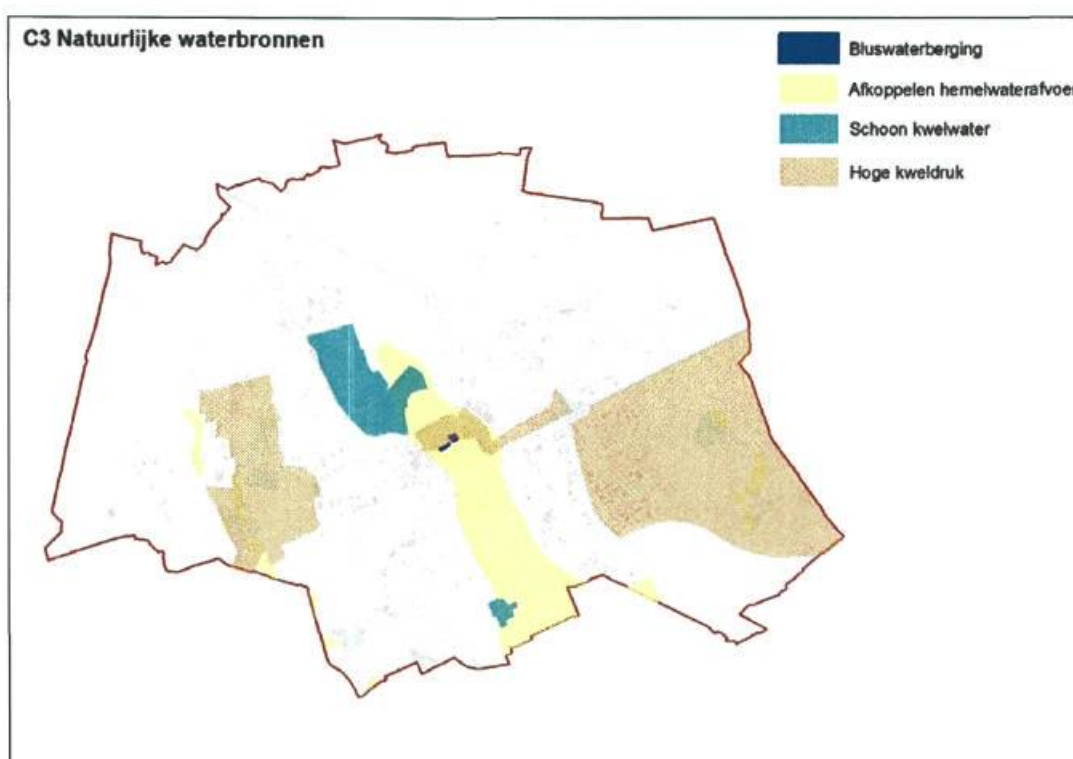 C3 Natuurlijke waterbronnen
Bluswaterberging
Afkoppelen hemelwaterafvoer
Schoon kwelwater
Hoge kweldruk